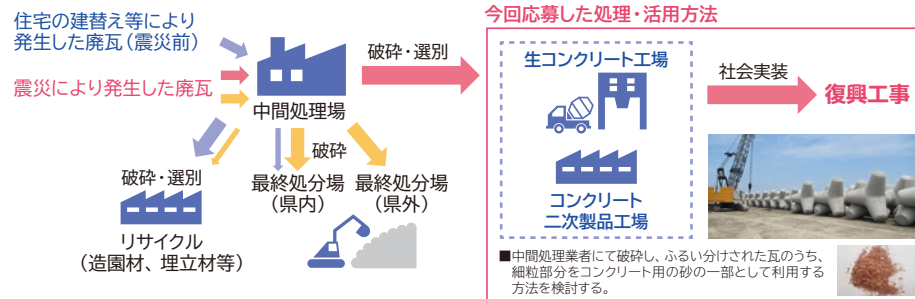 住宅の建替え等により
発生した廃瓦（震災前）
震災により発生した廃瓦
中間処理場
破砕・選別
破砕・選別
リサイクル
（造園材、埋立材等）
破砕
最終処分場
（県内）
最終処分場
（県外）
今回応募した処理・活用方法
生コンクリート工場
コンクリート
二次製品工場
社会実装
復興工事
■中間処理業者にて破砕し、ふるい分けされた瓦のうち、
細粒部分をコンクリート用の砂の一部として利用する
方法を検討する。